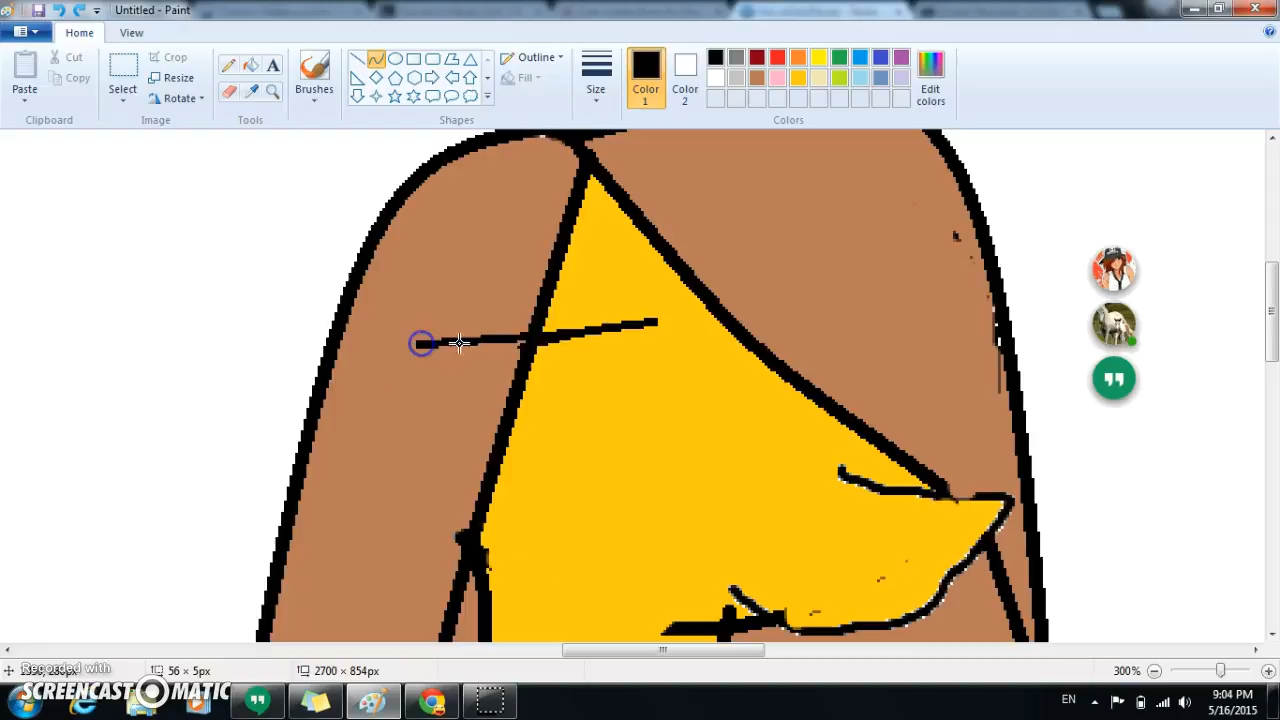 Untitled - Paint
Home
View
Paste
Cut
Copy
Clipboard
Select
Crop
Resize
Rotate
Image
A
Tools
Brushes
Outline
Fill
Shapes
Size
Color 1
Color 2
Edit colors
Colors
56 × 5px
2700 × 854px
300%
Recorded with
SCREENCAST MATIC
EN
9:04 PM
5/16/2015